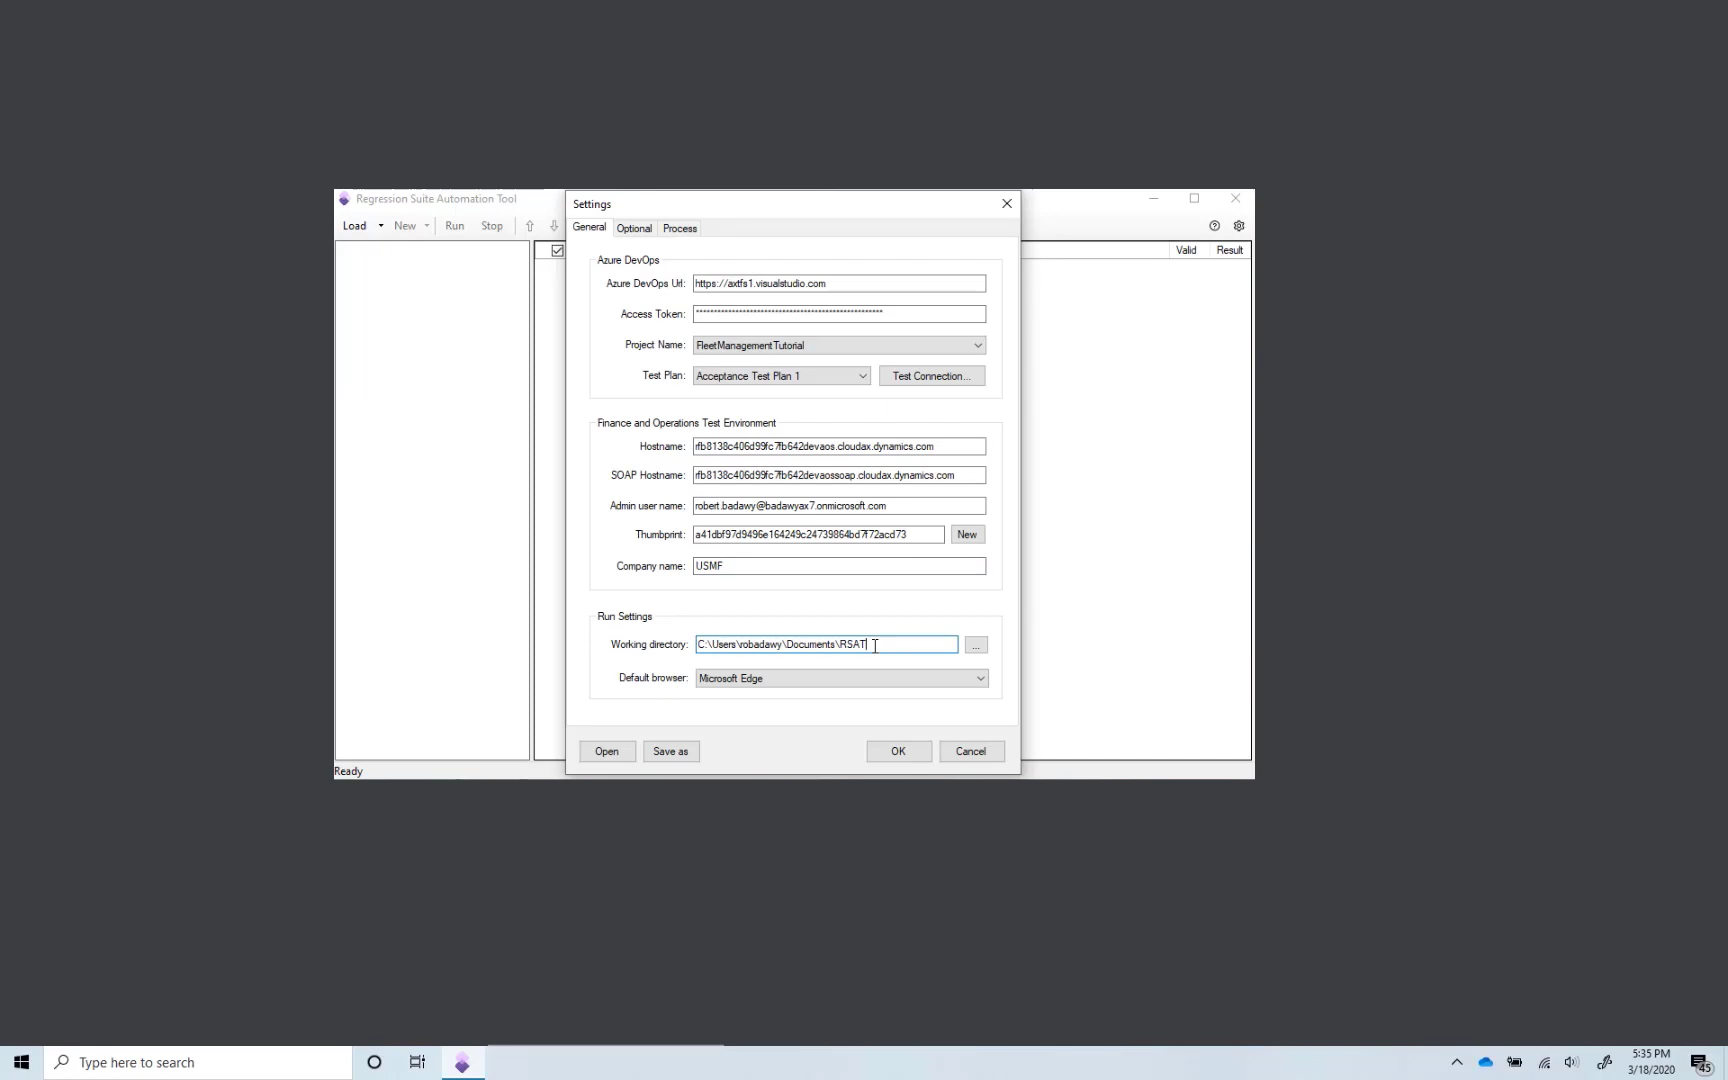 Regression Suite Automation Tool
Load New Run Stop
Valid Result
Settings
General Optional Process
Azure DevOps
Azure DevOps Url: https://axtfs1.visualstudio.com
Access Token: ****************************************************
Project Name: FleetManagementTutorial
Test Plan: Acceptance Test Plan 1 Test Connection...
Finance and Operations Test Environment
Hostname: rfb8138c406d99fc7fb642devaos.cloudax.dynamics.com
SOAP Hostname: rfb8138c406d99fc7fb642devaossoap.cloudax.dynamics.com
Admin user name: robert.badawy@badawyax7.onmicrosoft.com
Thumbprint: a41dbf97d9496e164249c24739864bd7f72acd73 New
Company name: USMF
Run Settings
Working directory: C:\Users\robadawy\Documents\RSAT ...
Default browser: Microsoft Edge
Open Save as OK Cancel
Ready
Type here to search
5:35 PM
3/18/2020
45